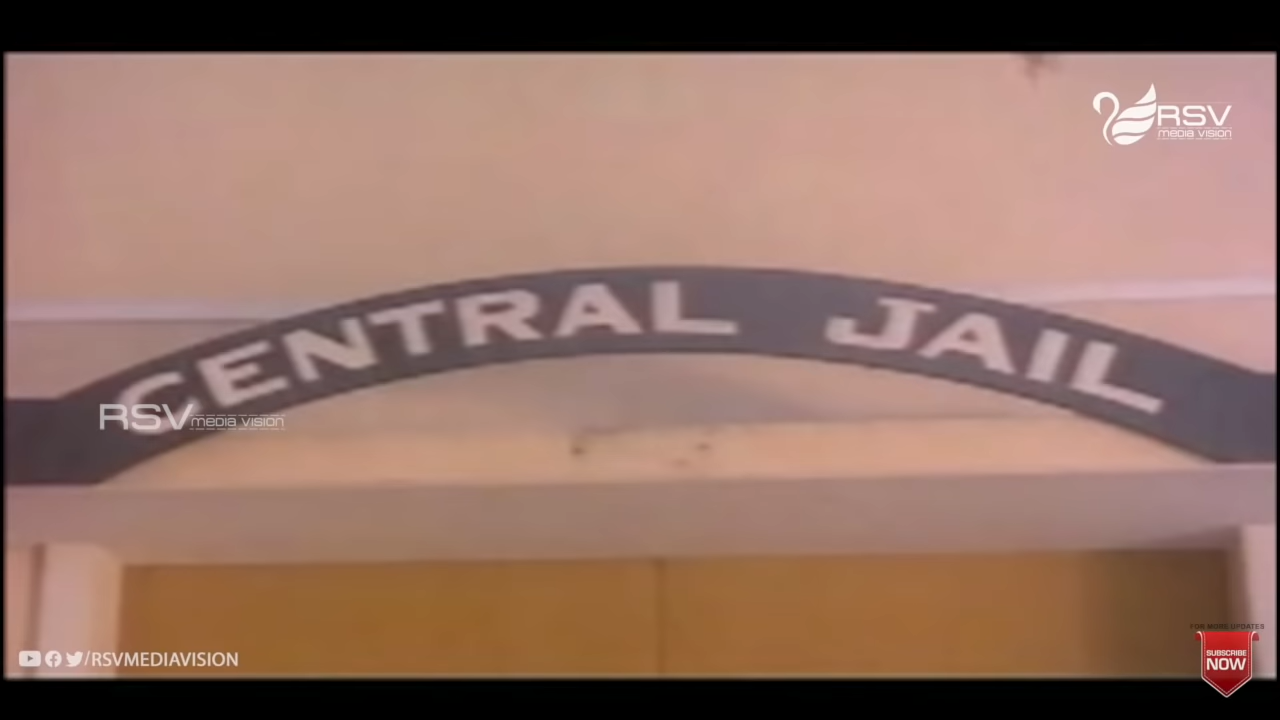 RSV
media vision
CENTRAL JAIL
RSV media vision
/RSVMEDIAVISION
FOR MORE UPDATES
SUBSCRIBE
NOW